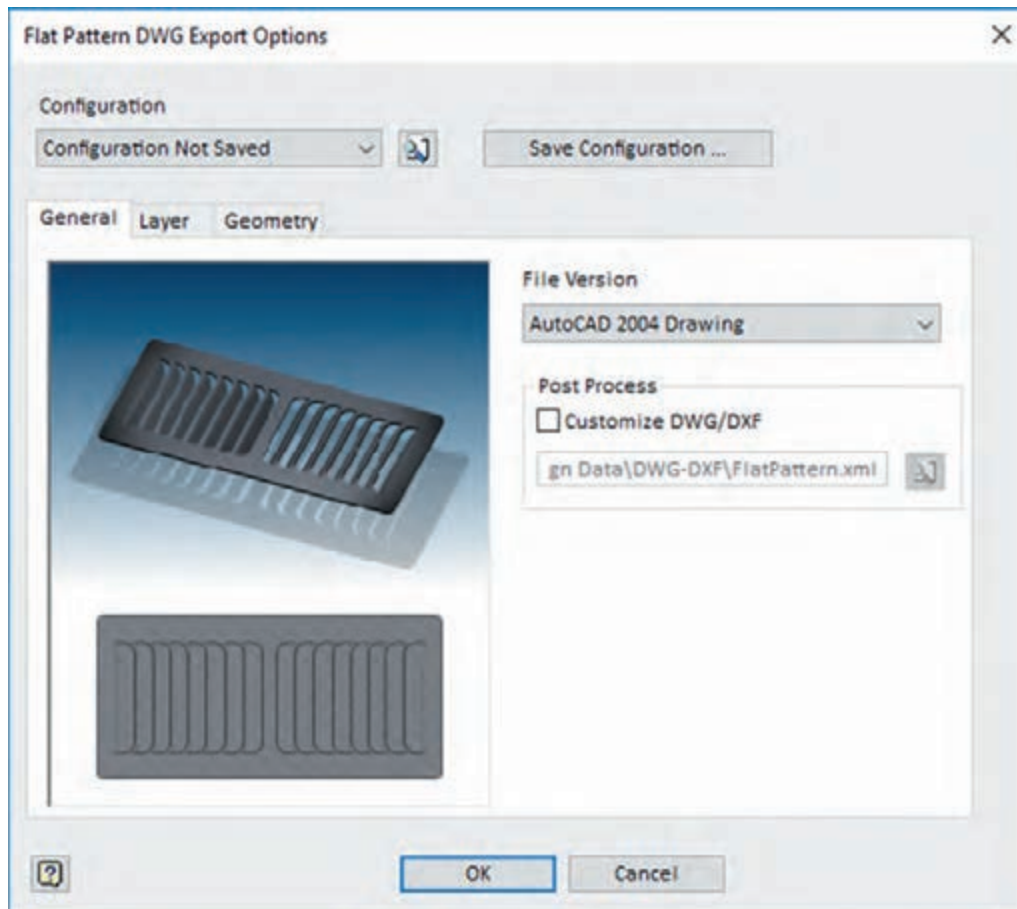 Flat Pattern DWG Export Options
Configuration
Configuration Not Saved
Save Configuration ...
General Layer Geometry
File Version
AutoCAD 2004 Drawing
Post Process
Customize DWG/DXF
gn Data\DWG-DXF\FlatPattern.xml
OK Cancel